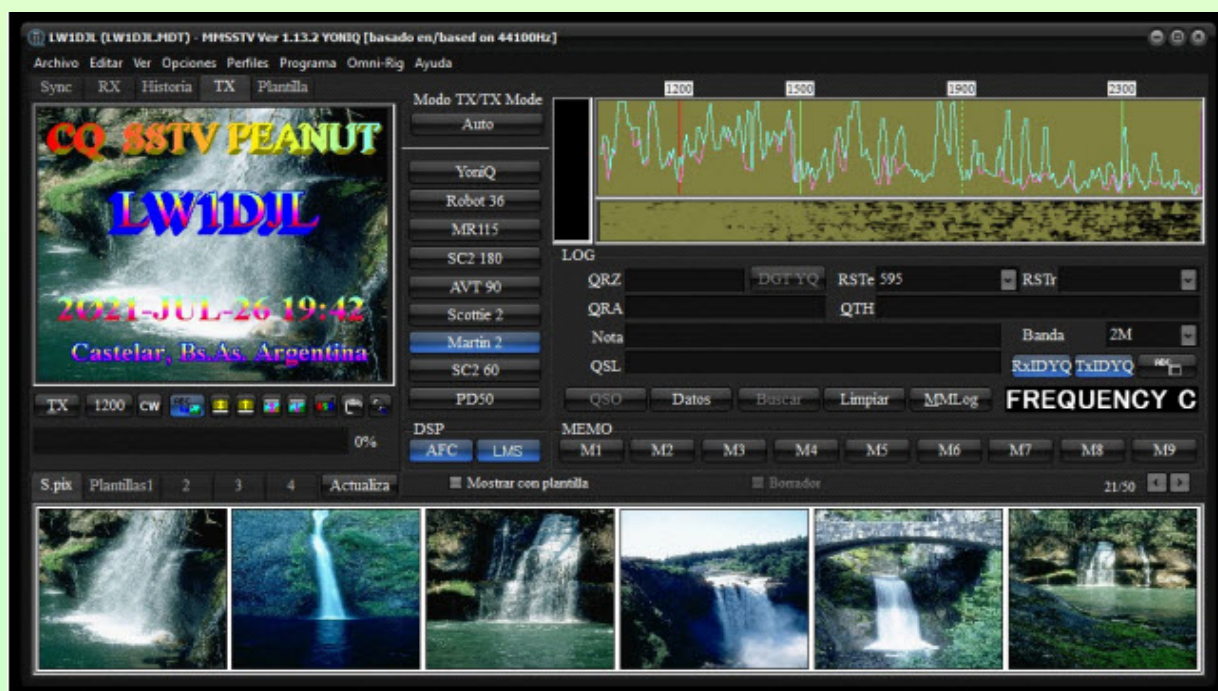 LW1DJL (LW1DJL.MDT) - MMSSTV Ver 1.13.2 YONIQ [basado en/based on 44100Hz]
Archivo Editar Ver Opciones Perfiles Programa Omni-Rig Ayuda
Sync RX Historia TX Plantilla
CQ SSTV PEANUT
LW1DJL
2021-JUL-26 19:42
Castelar, Bs.As. Argentina
TX 1200 CW
0%
Modo TX/TX Mode
Auto
YoniQ
Robot 36
MR115
SC2 180
AVT 90
Scottie 2
Martin 2
SC2 60
PD50
DSP
AFC LMS
1200 1500 1900 2300
LOG
QRZ DGT YQ RSTe 595 RSTr
QRA QTH
Nota Banda 2M
QSL RxIDYQ TxIDYQ
QSO Datos Buscar Limpiar MMLog FREQUENCY C
MEMO
M1 M2 M3 M4 M5 M6 M7 M8 M9
S.pix Plantillas1 2 3 4 Actualiza Mostrar con plantilla Borrador 21/50